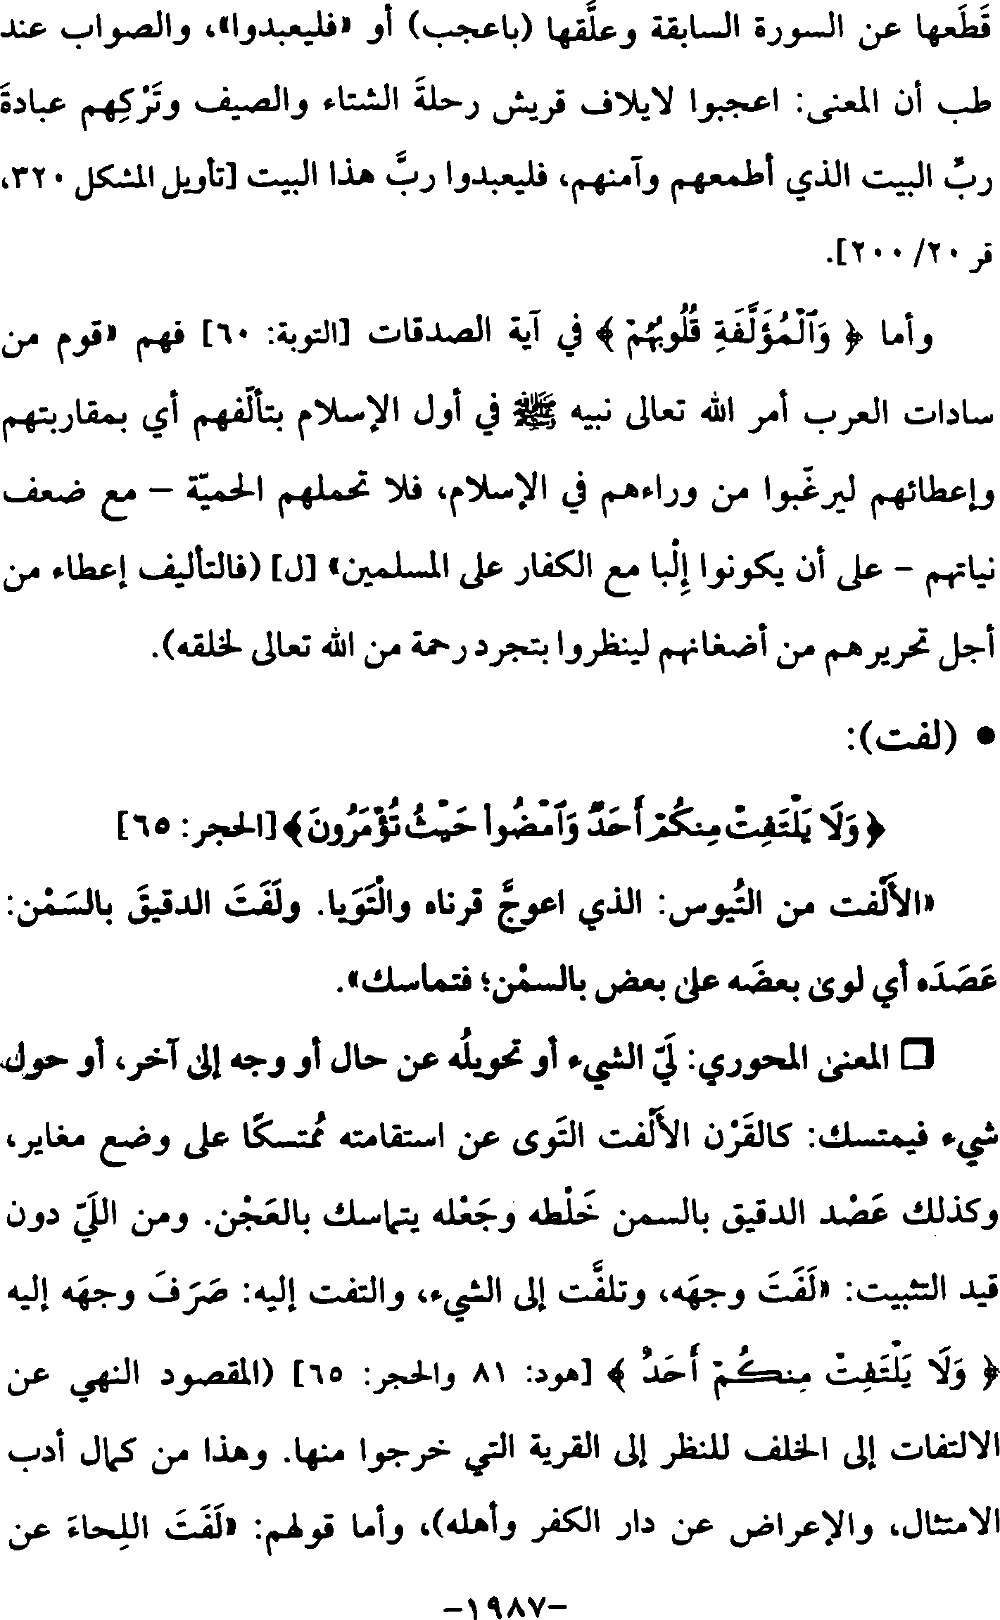 قَطَعها عن السورة السابقة وعلَّقها (باعجب) أو «فليعبدوا»، والصواب عند
طب أن المعنى: اعجبوا لايلاف قريش رحلةَ الشتاء والصيف وتَرْكِهم عبادةَ
ربِّ البيت الذي أطمعهم وآمنهم، فليعبدوا ربَّ هذا البيت [تأويل المشكل ٣٢٠،
قر ٢٠/ ٢٠٠].
وأما ﴿ وَٱلْمُؤَلَّفَةِ قُلُوبُهُمْ ﴾ في آية الصدقات [التوبة: ٦٠] فهم «قوم من
سادات العرب أمر الله تعالى نبيه ﷺ في أول الإسلام بتألّفهم أي بمقاربتهم
وإعطائهم ليرغّبوا من وراءهم في الإسلام، فلا تحملهم الحميّة – مع ضعف
نياتهم – على أن يكونوا إِلْبا مع الكفار على المسلمين» [ل] (فالتأليف إعطاء من
أجل تحريرهم من أضغانهم لينظروا بتجرد رحمة من الله تعالى لخلقه).
• (لفت):
﴿ وَلَا يَلْتَفِتْ مِنكُمْ أَحَدٌ وَٱمْضُوا۟ حَيْثُ تُؤْمَرُونَ﴾ [الحجر: ٦٥]
«الأَلْفت من التُيوس: الذي اعوجَّ قرناه والْتَوَيا. ولَفَتَ الدقيقَ بالسَمْن:
عَصَدَه أي لوىٰ بعضَه علىٰ بعض بالسمْن؛ فتماسك».
❑ المعنىٰ المحوري: لَيّ الشيء أو تحويلُه عن حال أو وجه إلىٰ آخر، أو حول
شيء فيمتسك: كالقَرْن الأَلْفت التَوى عن استقامته مُمتسكًا على وضع مغاير،
وكذلك عَصْد الدقيق بالسمن خَلْطه وجَعْله يتماسك بالعَجْن. ومن اللَيّ دون
قيد التثبيت: «لَفَتَ وجهَه، وتلفَّت إلى الشيء، والتفت إليه: صَرَفَ وجهَه إليه
﴿ وَلَا يَلْتَفِتْ مِنكُمْ أَحَدٌ ﴾ [هود: ٨١ والحجر: ٦٥] (المقصود النهي عن
الالتفات إلى الخلف للنظر إلى القرية التي خرجوا منها. وهذا من كمال أدب
الامتثال، والإعراض عن دار الكفر وأهله)، وأما قولهم: «لَفَتَ اللِحاءَ عن
–١٩٨٧–